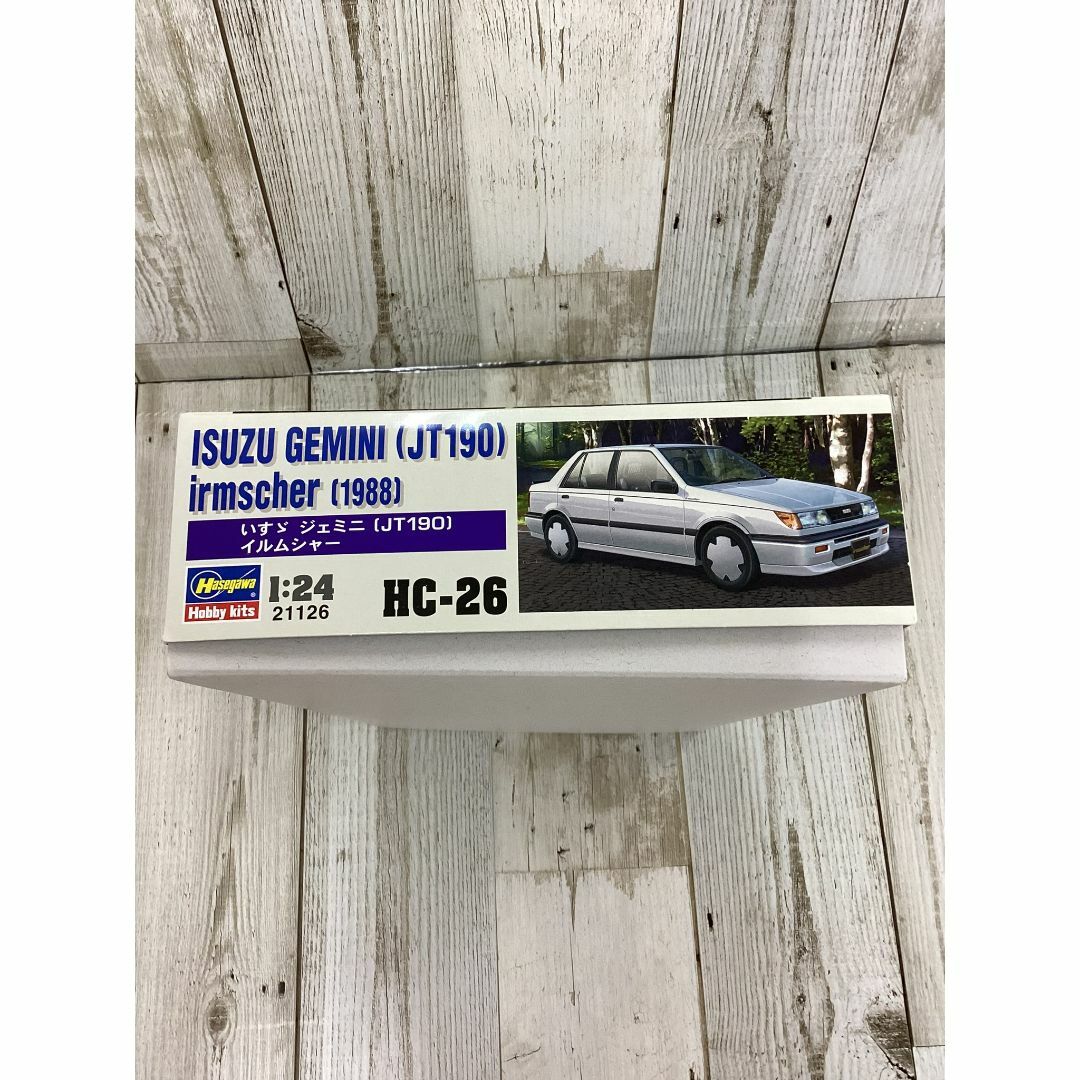 ISUZU GEMINI (JT190)
irmscher (1988)
いすゞ ジェミニ (JT190)
イルムシャー
Hasegawa
Hobby kits
1:24
21126
HC-26
ISUZU